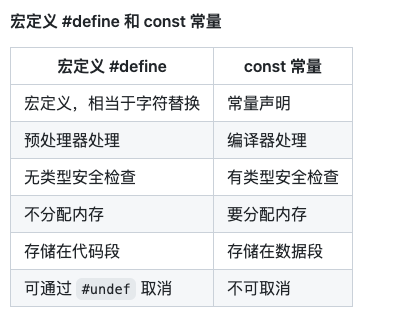 宏定义 #define 和 const 常量
宏定义 #define const 常量
宏定义，相当于字符替换 常量声明
预处理器处理 编译器处理
无类型安全检查 有类型安全检查
不分配内存 要分配内存
存储在代码段 存储在数据段
可通过 #undef 取消 不可取消